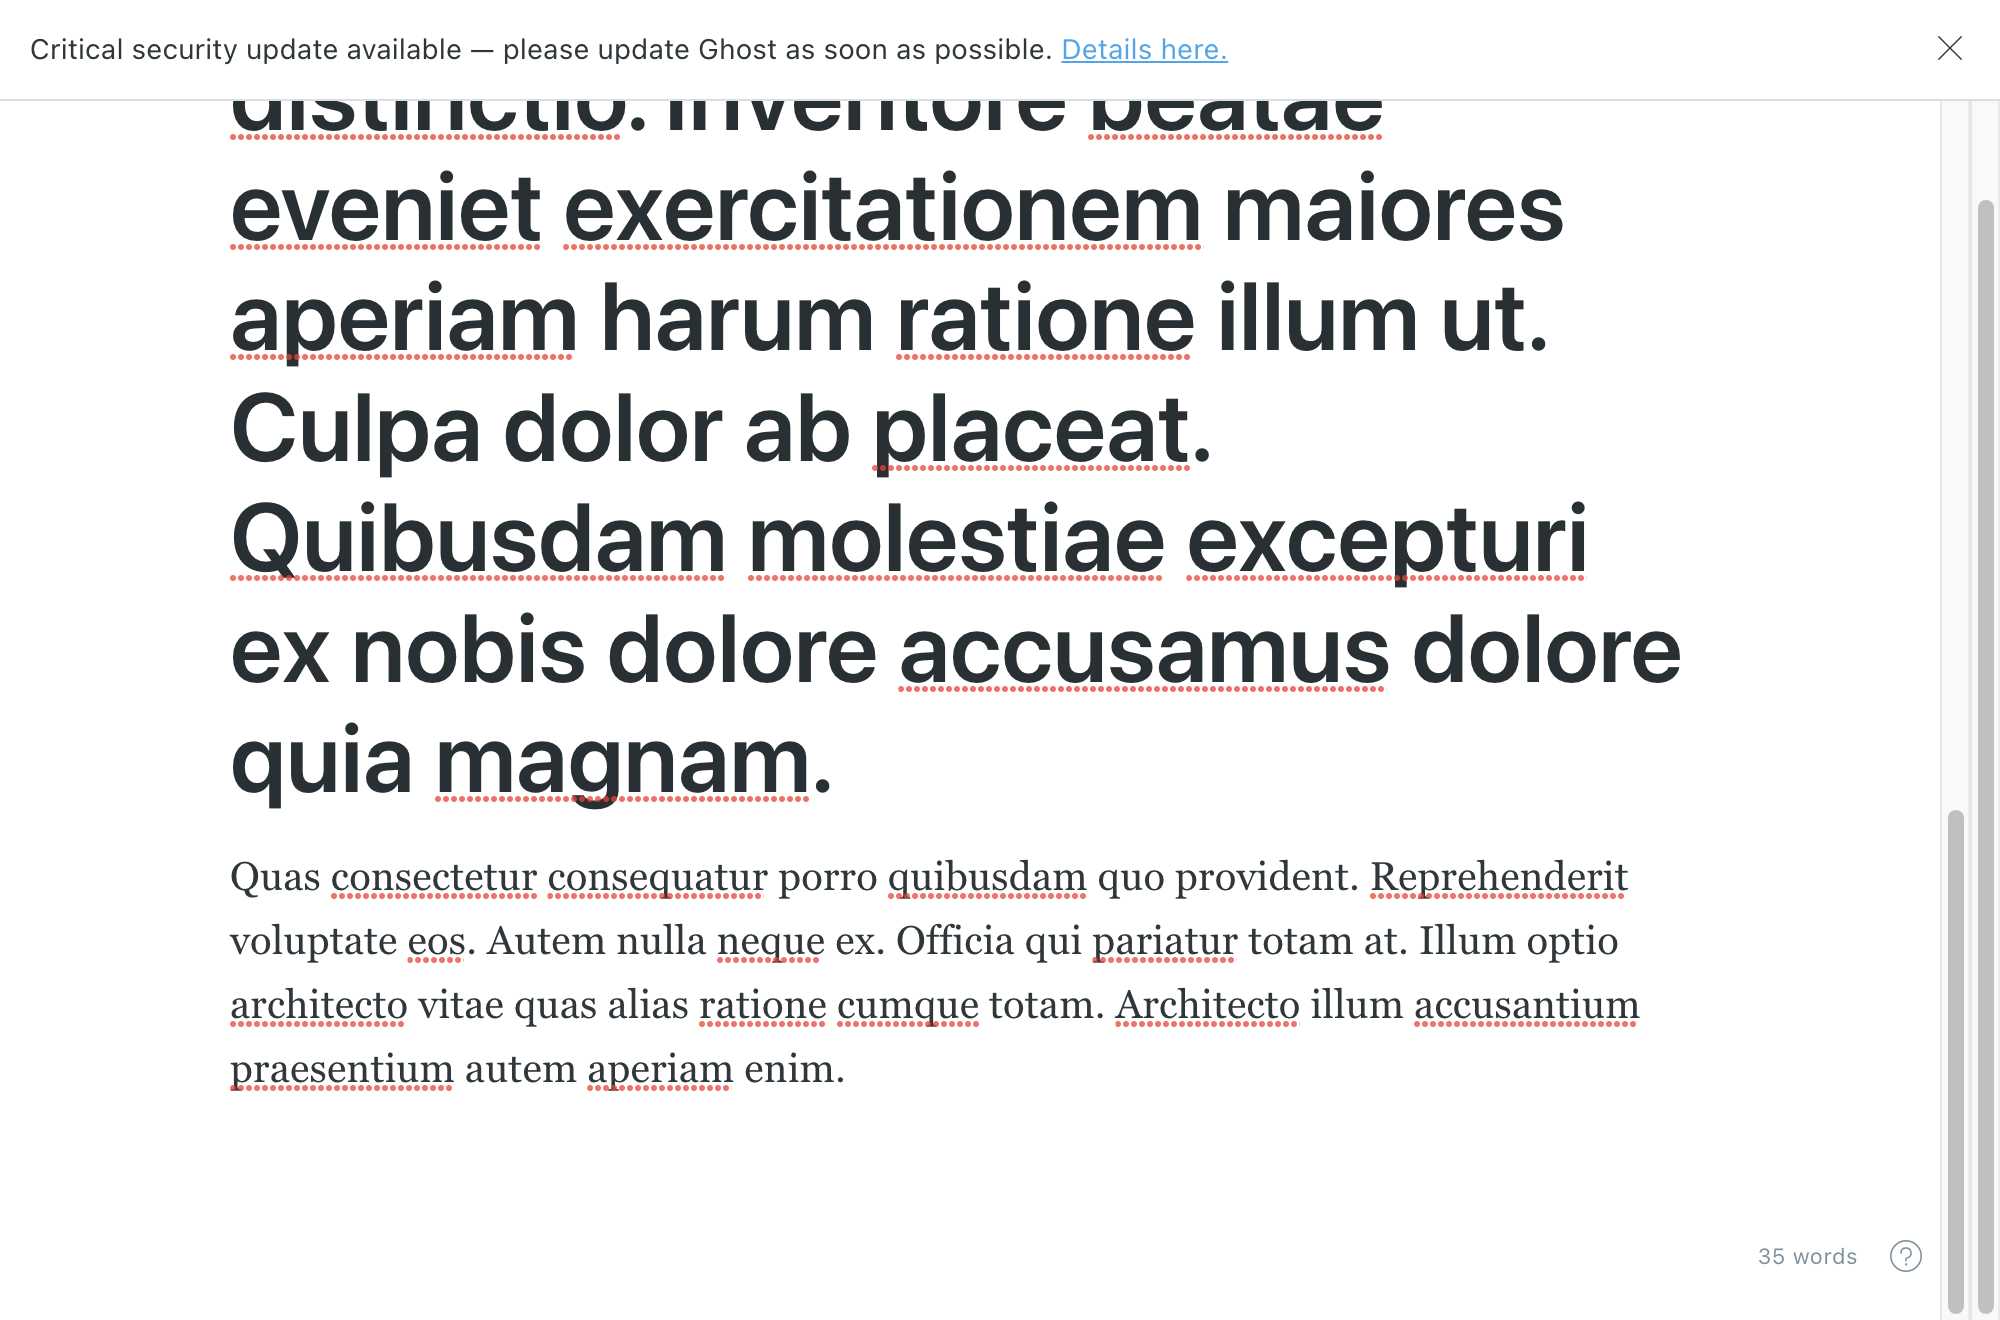 Critical security update available — please update Ghost as soon as possible. Details here.
distinctio. Inventore beatae
eveniet exercitationem maiores
aperiam harum ratione illum ut.
Culpa dolor ab placeat.
Quibusdam molestiae excepturi
ex nobis dolore accusamus dolore
quia magnam.
Quas consectetur consequatur porro quibusdam quo provident. Reprehenderit
voluptate eos. Autem nulla neque ex. Officia qui pariatur totam at. Illum optio
architecto vitae quas alias ratione cumque totam. Architecto illum accusantium
praesentium autem aperiam enim.
35 words
?